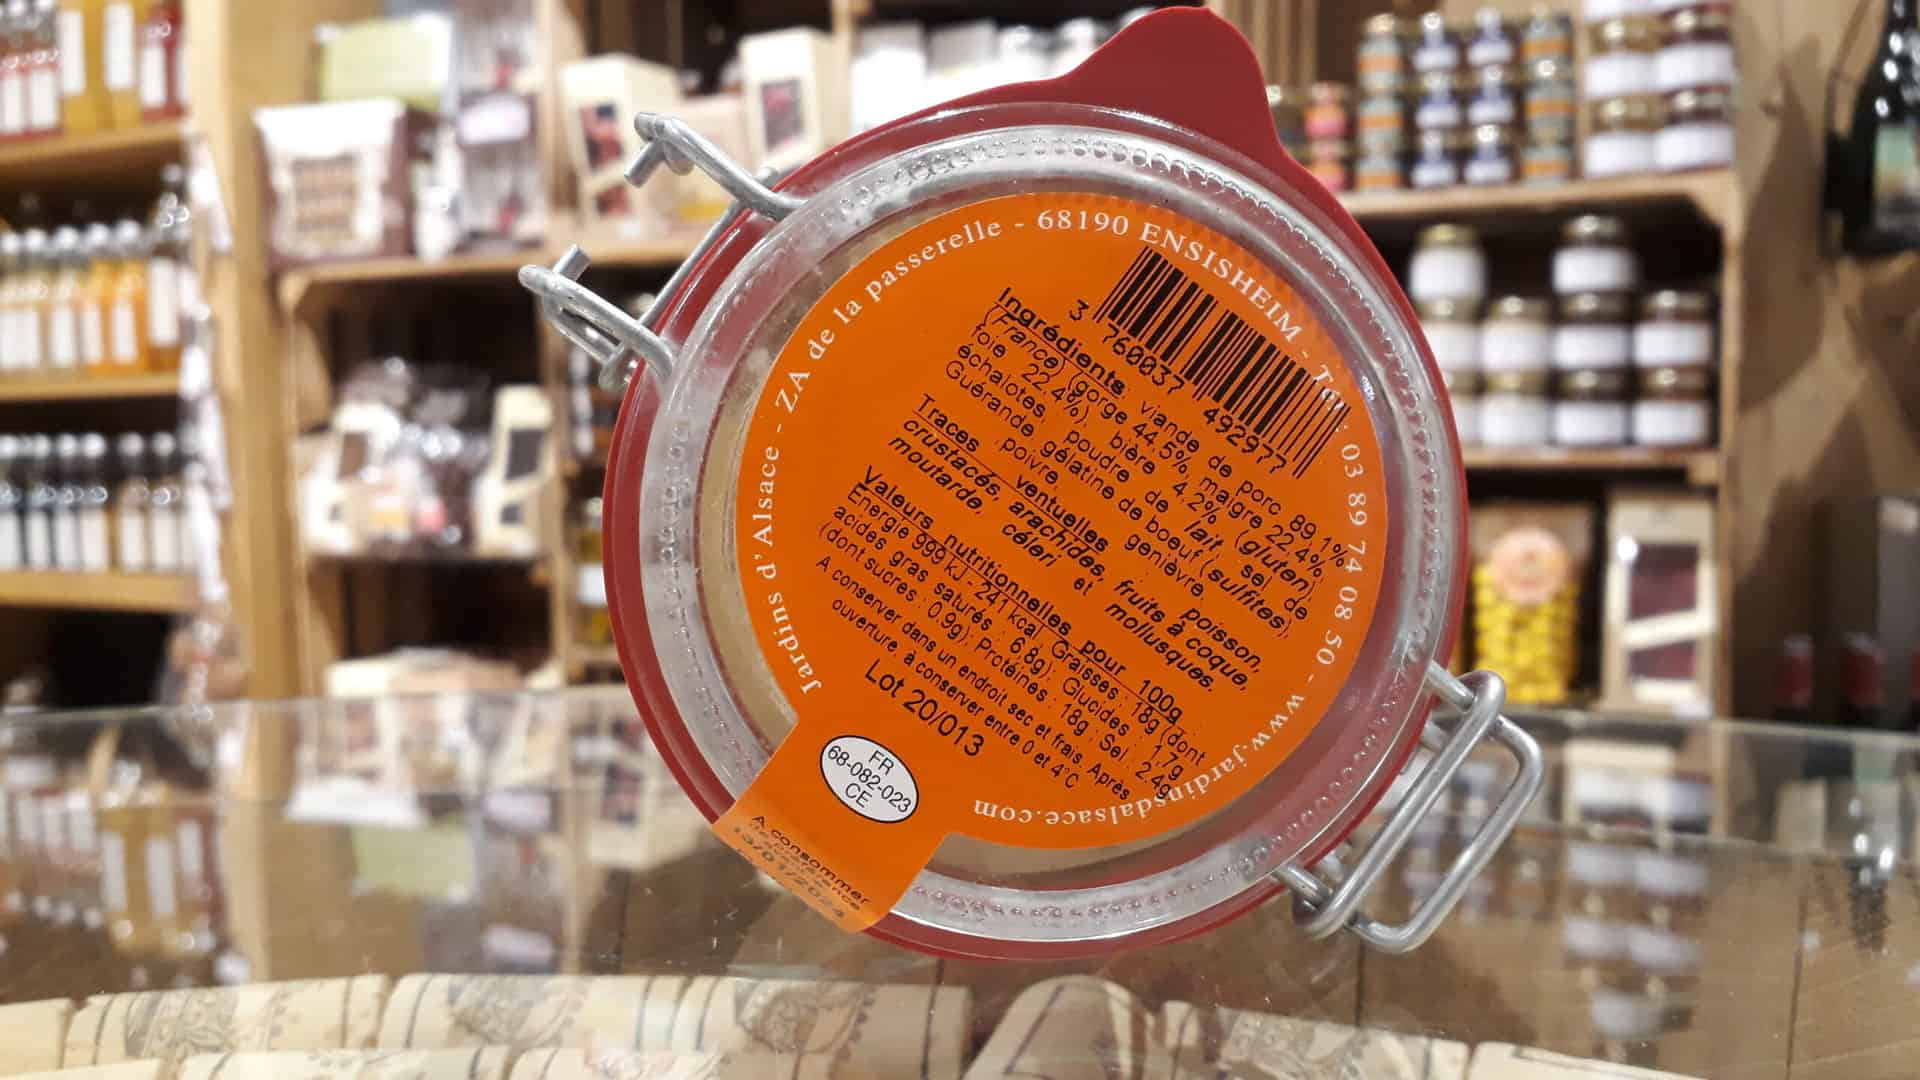 Jardins d'Alsace - ZA de la passerelle - 68190 ENSISHEIM - Tel : 03 89 74 08 50 - www.jardinsdalsace.com
3 760037 492977
Ingrédients : viande de porc 89,1%
(France) (gorge 44.5%, maigre 22.4%
foie 22.4%), bière 4.2% (gluten),
échalotes, poudre de lait, sel de
Guérande, gélatine de boeuf (sulfites),
poivre, genièvre.
Traces ventuelles : poisson,
crustacés, arachides, fruits à coque,
moutarde, céleri et mollusques.
Valeurs nutritionnelles pour 100g :
Energie 999 kJ - 241 kcal, Graisses : 18g (dont
acides gras saturés : 6.8g); Glucides : 1,7g
(dont sucres : 0.9g); Protéines : 18g ; Sel : 2.4g
A conserver dans un endroit sec et frais. Après
ouverture, à conserver entre 0 et 4°C
Lot 20/013
FR
68-082-023
CE
A consommer